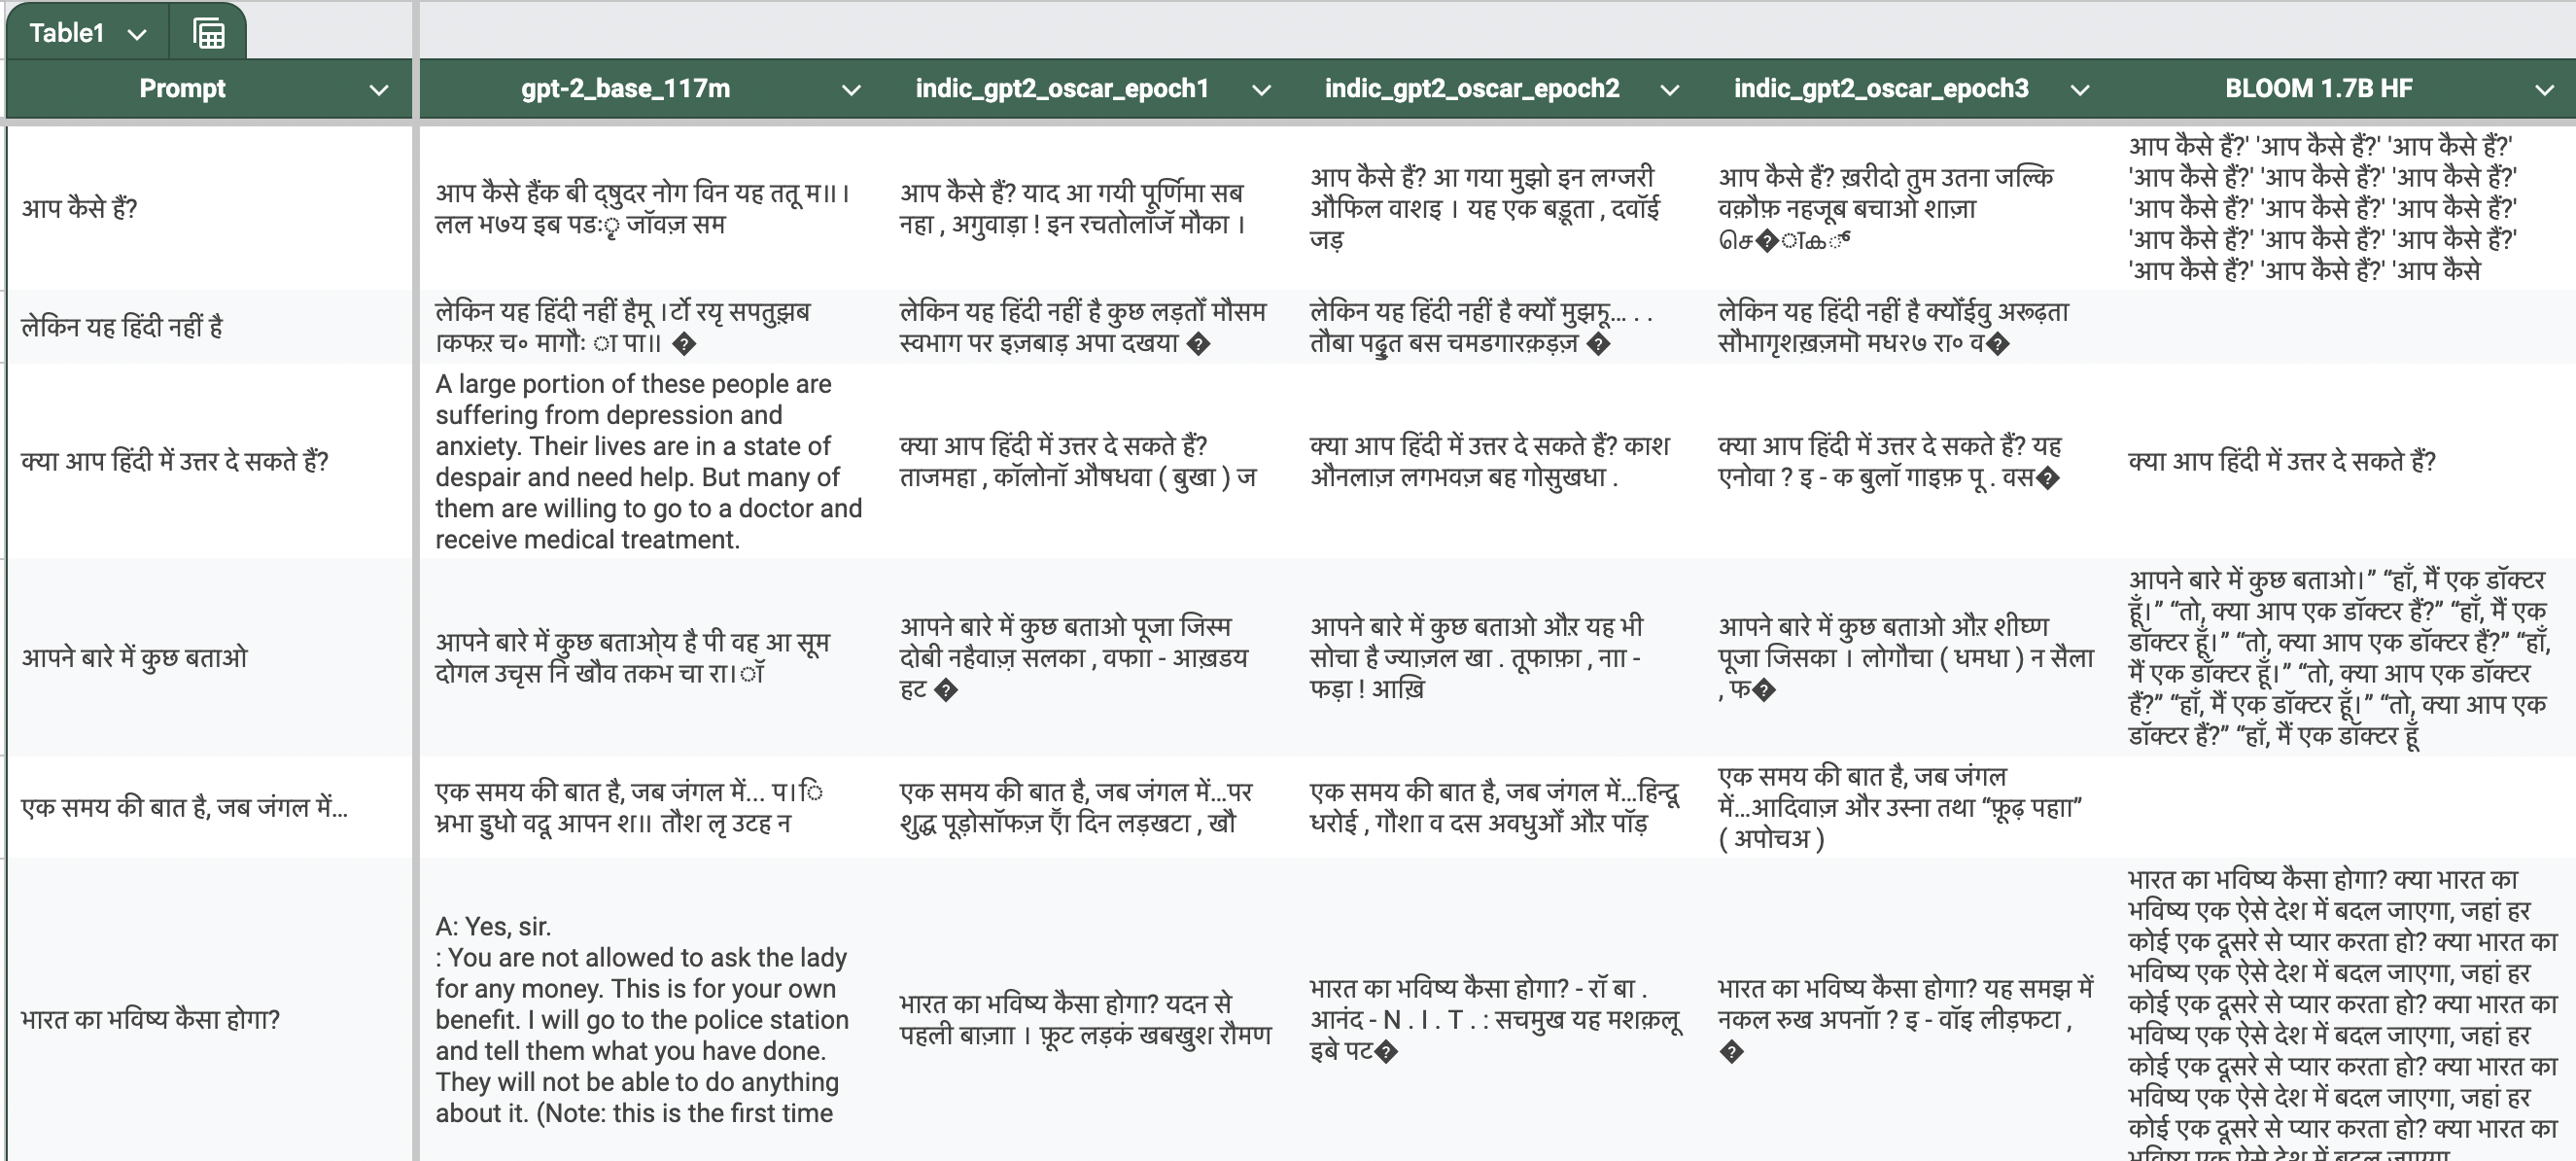 Table1
Prompt
gpt-2_base_117m
indic_gpt2_oscar_epoch1
indic_gpt2_oscar_epoch2
indic_gpt2_oscar_epoch3
BLOOM 1.7B HF
आप कैसे हैं?
आप कैसे हैंक बी द्षुदर नोग विन यह ततू म॥।
लल भ७य इब पडःृ जॉवज़ सम
आप कैसे हैं? याद आ गयी पूर्णिमा सब
नहा , अगुवाड़ा ! इन रचतोलाँजॅ मौका ।
आप कैसे हैं? आ गया मुझो इन लग्जरी
औफिल वाशइ । यह एक बड़ूता , दवॉई
जड़
आप कैसे हैं? ख़रीदो तुम उतना जल्कि
वक़ौफ़ नहजूब बचाओ शाज़ा
आप कैसे हैं?' 'आप कैसे हैं?' 'आप कैसे हैं?'
'आप कैसे हैं?' 'आप कैसे हैं?' 'आप कैसे हैं?'
'आप कैसे हैं?' 'आप कैसे हैं?' 'आप कैसे हैं?'
'आप कैसे हैं?' 'आप कैसे हैं?' 'आप कैसे हैं?'
'आप कैसे हैं?' 'आप कैसे हैं?' 'आप कैसे
लेकिन यह हिंदी नहीं है
लेकिन यह हिंदी नहीं हैमू ।र्टो रयृ सपतुझ़ब
च० मागौः पा॥ �
लेकिन यह हिंदी नहीं है कुछ लड़तोँ मौसम
स्वभाग पर इज़बाड़ अपा दखया �
लेकिन यह हिंदी नहीं है क्योँ
तौबा बस चमडगारक़ड़ज़ �
लेकिन यह हिंदी नहीं है क्योँईवु अरूढ़ता
सौभागृशख़ज़मॊ मध२७ रा० व�
क्या आप हिंदी में उत्तर दे सकते हैं?
A large portion of these people are
suffering from depression and
anxiety. Their lives are in a state of
despair and need help. But many of
them are willing to go to a doctor and
receive medical treatment.
क्या आप हिंदी में उत्तर दे सकते हैं?
ताजमहा , कॉलोनॉ औषधवा ( बुखा ) ज
क्या आप हिंदी में उत्तर दे सकते हैं? काश
औनलाज़ लगभवज़ बह गोसुखधा .
क्या आप हिंदी में उत्तर दे सकते हैं? यह
एनोवा ? इ - क बुलॉ गाइफ़ पू . वस�
क्या आप हिंदी में उत्तर दे सकते हैं?
आपने बारे में कुछ बताओ
आपने बारे में कुछ बताओ्य है पी वह आ सूम
दोगल उचृस नि खौव तकभ चा रा।ॉ
आपने बारे में कुछ बताओ पूजा जिस्म
दोबी नहैवाज़ सलका , वफाा - आख़डय
हट �
आपने बारे में कुछ बताओ औऱ यह भी
सोचा है ज्याज़ल खा . तूफाफ़ा , नाा -
फड़ा ! आख़ि
आपने बारे में कुछ बताओ औऱ शीघ्ण
पूजा जिसका । लोगौचा ( धमधा ) न सैला
, फ�
आपने बारे में कुछ बताओ।” “हाँ, मैं एक डॉक्टर
हूँ।” “तो, क्या आप एक डॉक्टर हैं?” “हाँ, मैं एक
डॉक्टर हूँ।” “तो, क्या आप एक डॉक्टर हैं?” “हाँ,
मैं एक डॉक्टर हूँ।” “तो, क्या आप एक डॉक्टर
हैं?” “हाँ, मैं एक डॉक्टर हूँ।” “तो, क्या आप एक
डॉक्टर हैं?” “हाँ, मैं एक डॉक्टर हूँ
एक समय की बात है, जब जंगल में...
एक समय की बात है, जब जंगल में... प।ि
भ्रभा डुधो वदू आपन श॥ तौश लृ उटह न
एक समय की बात है, जब जंगल में...पर
शुद्ध पूड़ोसॉफज़ दिन लड़खटा , खौ
एक समय की बात है, जब जंगल में...हिन्दू
धरोई , गौशा व दस अवधुओँ औऱ पॉड़
एक समय की बात है, जब जंगल
में...आदिवाज़ और उस्ना तथा “फ़ूढ़ पहाा”
( अपोचअ )
भारत का भविष्य कैसा होगा?
A: Yes, sir.
: You are not allowed to ask the lady
for any money. This is for your own
benefit. I will go to the police station
and tell them what you have done.
They will not be able to do anything
about it. (Note: this is the first time
भारत का भविष्य कैसा होगा? यदन से
पहली बाज़ाा । फ़ूट लड़कं खबखुश रौमण
भारत का भविष्य कैसा होगा? - रॉ बा .
आनंद - N . I . T . : सचमुख यह मशक़लू
इबे पट�
भारत का भविष्य कैसा होगा? यह समझ में
नकल रुख अपनाॅा ? इ - वॉइ लीड़फटा ,
�
भारत का भविष्य कैसा होगा? क्या भारत का
भविष्य एक ऐसे देश में बदल जाएगा, जहां हर
कोई एक दूसरे से प्यार करता हो? क्या भारत का
भविष्य एक ऐसे देश में बदल जाएगा, जहां हर
कोई एक दूसरे से प्यार करता हो? क्या भारत का
भविष्य एक ऐसे देश में बदल जाएगा, जहां हर
कोई एक दूसरे से प्यार करता हो? क्या भारत का
भविष्य एक ऐसे देश में बदल जाएगा, जहां हर
कोई एक दूसरे से प्यार करता हो? क्या भारत का